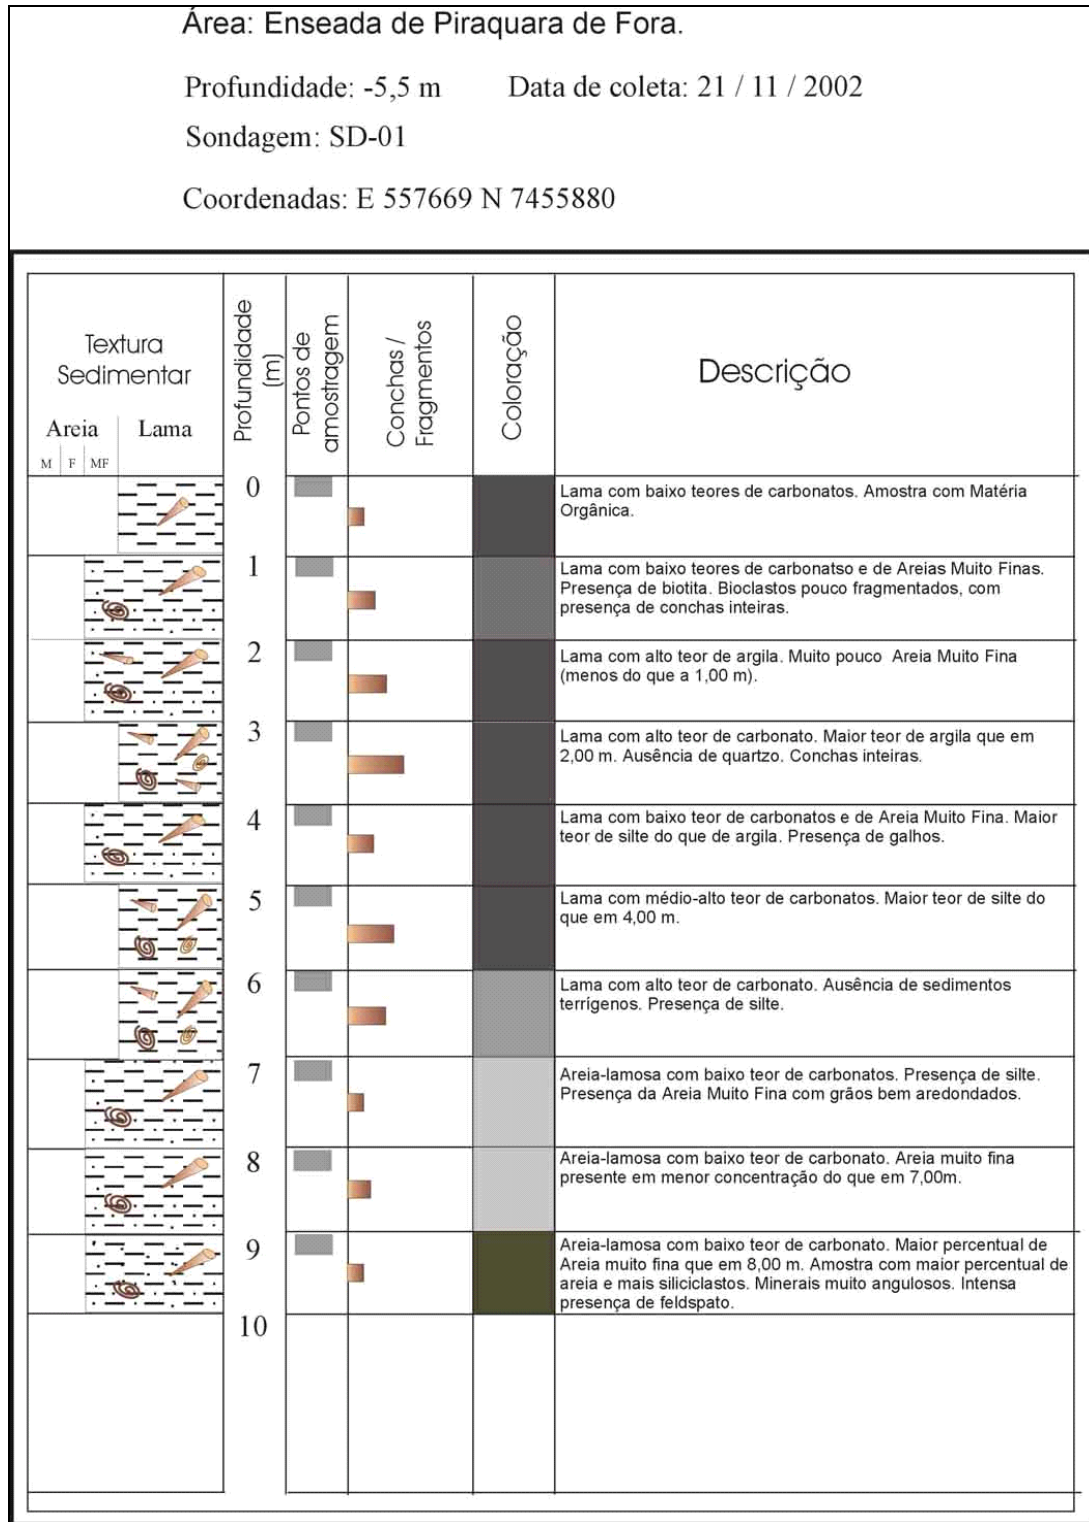 Área: Enseada de Piraquara de Fora.
Profundidade: -5,5 m Data de coleta: 21 / 11 / 2002
Sondagem: SD-01
Coordenadas: E 557669 N 7455880
Textura
Sedimentar
Areia Lama
M F MF
Profundidade
(m)
Pontos de
amostragem
Conchas /
Fragmentos
Coloração
Descrição
0
Lama com baixo teores de carbonatos. Amostra com Matéria
Orgânica.
1
Lama com baixo teores de carbonatso e de Areias Muito Finas.
Presença de biotita. Bioclastos pouco fragmentados, com
presença de conchas inteiras.
2
Lama com alto teor de argila. Muito pouco Areia Muito Fina
(menos do que a 1,00 m).
3
Lama com alto teor de carbonato. Maior teor de argila que em
2,00 m. Ausência de quartzo. Conchas inteiras.
4
Lama com baixo teor de carbonatos e de Areia Muito Fina. Maior
teor de silte do que de argila. Presença de galhos.
5
Lama com médio-alto teor de carbonatos. Maior teor de silte do
que em 4,00 m.
6
Lama com alto teor de carbonato. Ausência de sedimentos
terrígenos. Presença de silte.
7
Areia-lamosa com baixo teor de carbonatos. Presença de silte.
Presença da Areia Muito Fina com grãos bem aredondados.
8
Areia-lamosa com baixo teor de carbonato. Areia muito fina
presente em menor concentração do que em 7,00m.
9
Areia-lamosa com baixo teor de carbonato. Maior percentual de
Areia muito fina que em 8,00 m. Amostra com maior percentual de
areia e mais siliciclastos. Minerais muito angulosos. Intensa
presença de feldspato.
10